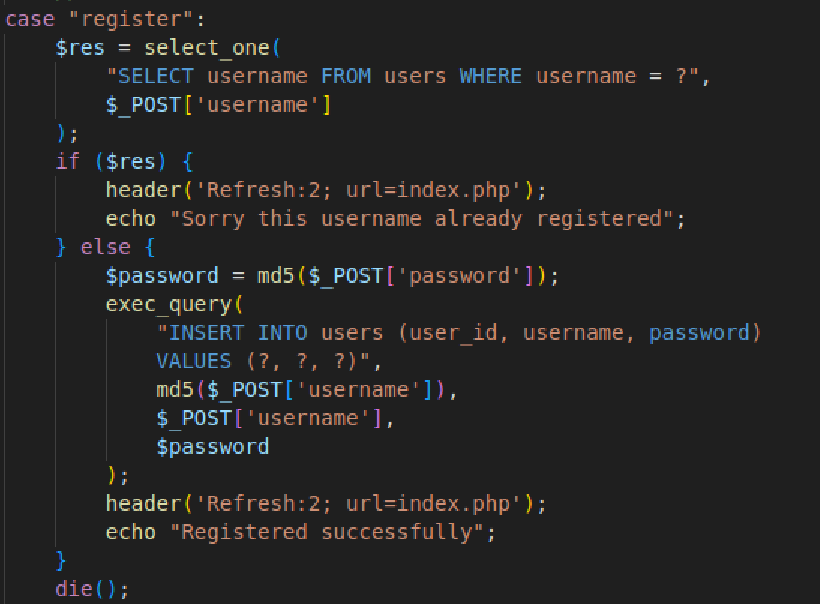 case "register":
    $res = select_one(
        "SELECT username FROM users WHERE username = ?",
        $_POST['username']
    );
    if ($res) {
        header('Refresh:2; url=index.php');
        echo "Sorry this username already registered";
    } else {
        $password = md5($_POST['password']);
        exec_query(
            "INSERT INTO users (user_id, username, password)
            VALUES (?, ?, ?)",
            md5($_POST['username']),
            $_POST['username'],
            $password
        );
        header('Refresh:2; url=index.php');
        echo "Registered successfully";
    }
    die();